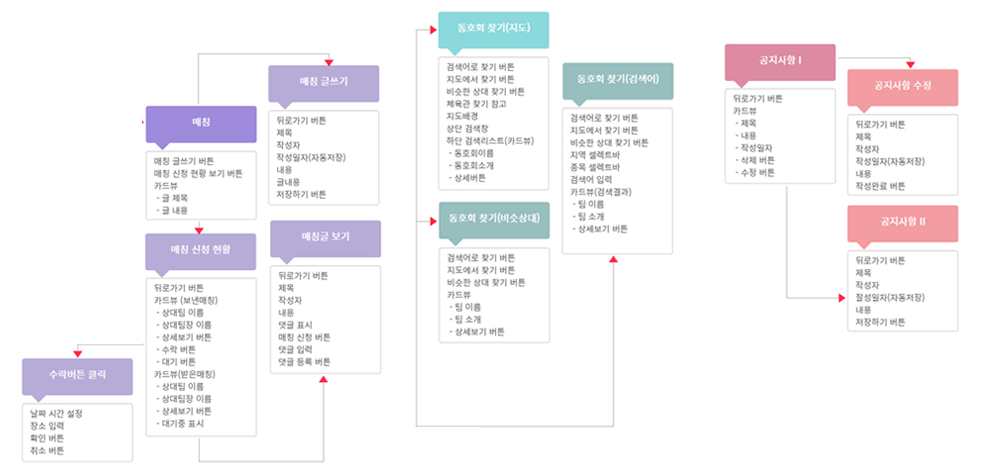 매칭
매칭 글쓰기 버튼
매칭 신청 현황 보기 버튼
카드뷰
- 글 제목
- 글 내용
매칭 글쓰기
뒤로가기 버튼
제목
작성자
작성일자(자동저장)
내용
글내용
저장하기 버튼
매칭 신청 현황
뒤로가기 버튼
카드뷰 (보낸매칭)
- 상대팀 이름
- 상대팀장 이름
- 상세보기 버튼
- 수락 버튼
- 대기 버튼
카드뷰(받은매칭)
- 상대팀 이름
- 상대팀장 이름
- 상세보기 버튼
- 대기중 표시
매칭글 보기
뒤로가기 버튼
제목
작성자
내용
댓글 표시
매칭 신청 버튼
댓글 입력
댓글 등록 버튼
수락버튼 클릭
날짜 시간 설정
장소 입력
확인 버튼
취소 버튼
동호회 찾기(지도)
검색어로 찾기 버튼
지도에서 찾기 버튼
비슷한 상대 찾기 버튼
체육관 찾기 참고
지도배경
상단 검색창
하단 검색리스트(카드뷰)
- 동호회이름
- 동호회소개
- 상세버튼
동호회 찾기(비슷상대)
검색어로 찾기 버튼
지도에서 찾기 버튼
비슷한 상대 찾기 버튼
카드뷰
- 팀 이름
- 팀 소개
- 상세보기 버튼
동호회 찾기(검색어)
검색어로 찾기 버튼
지도에서 찾기 버튼
비슷한 상대 찾기 버튼
지역 셀렉트바
종목 셀렉트바
검색어 입력
카드뷰(검색결과)
- 팀 이름
- 팀 소개
- 상세보기 버튼
공지사항 I
뒤로가기 버튼
카드뷰
- 제목
- 내용
- 작성일자
- 삭제 버튼
- 수정 버튼
공지사항 수정
뒤로가기 버튼
제목
작성자
작성일자(자동저장)
내용
작성완료 버튼
공지사항 II
뒤로가기 버튼
제목
작성자
잘성일자(자동저장)
내용
저장하기 버튼